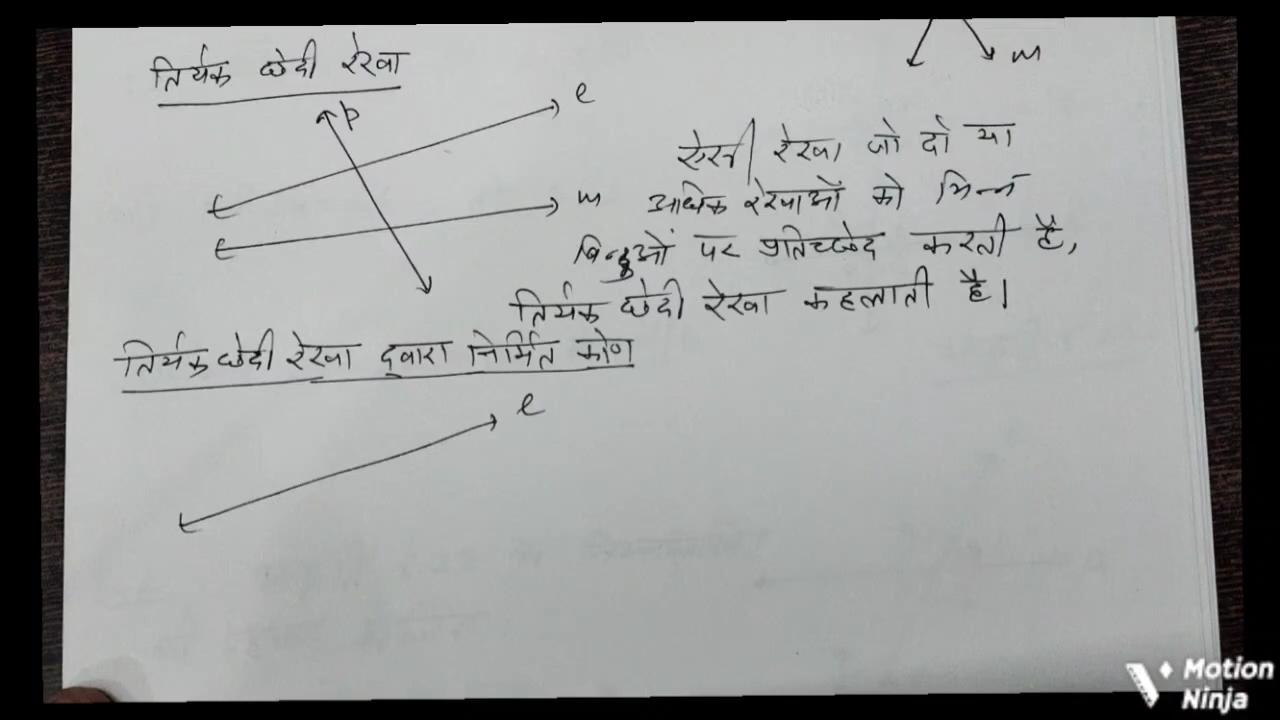 m
तिर्यक छेदी रेखा
p
l
m
ऐसी रेखा जो दो या
अधिक रेखाओं को भिन्न
बिन्दुओं पर प्रतिच्छेद करती है,
तिर्यक छेदी रेखा कहलाती है।
तिर्यक छेदी रेखा द्वारा निर्मित कोण
l
Motion
Ninja